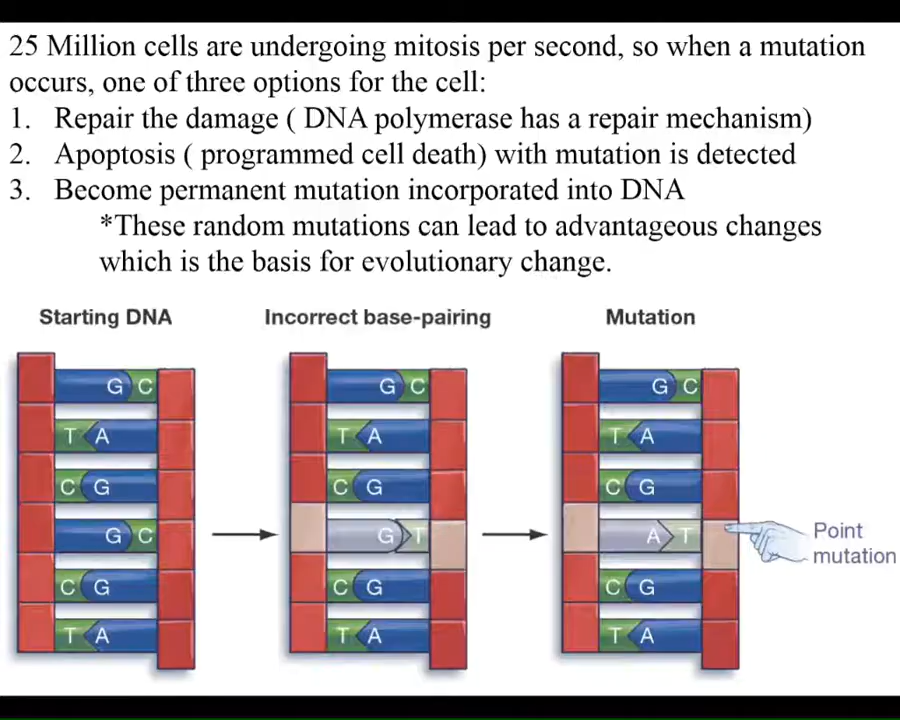 25 Million cells are undergoing mitosis per second, so when a mutation
occurs, one of three options for the cell:
1. Repair the damage ( DNA polymerase has a repair mechanism)
2. Apoptosis ( programmed cell death) with mutation is detected
3. Become permanent mutation incorporated into DNA
*These random mutations can lead to advantageous changes
which is the basis for evolutionary change.
Starting DNA
Incorrect base-pairing
Mutation
G C
T A
C G
G C
C G
T A
G C
T A
C G
G T
C G
T A
G C
T A
C G
A T
C G
T A
Point
mutation